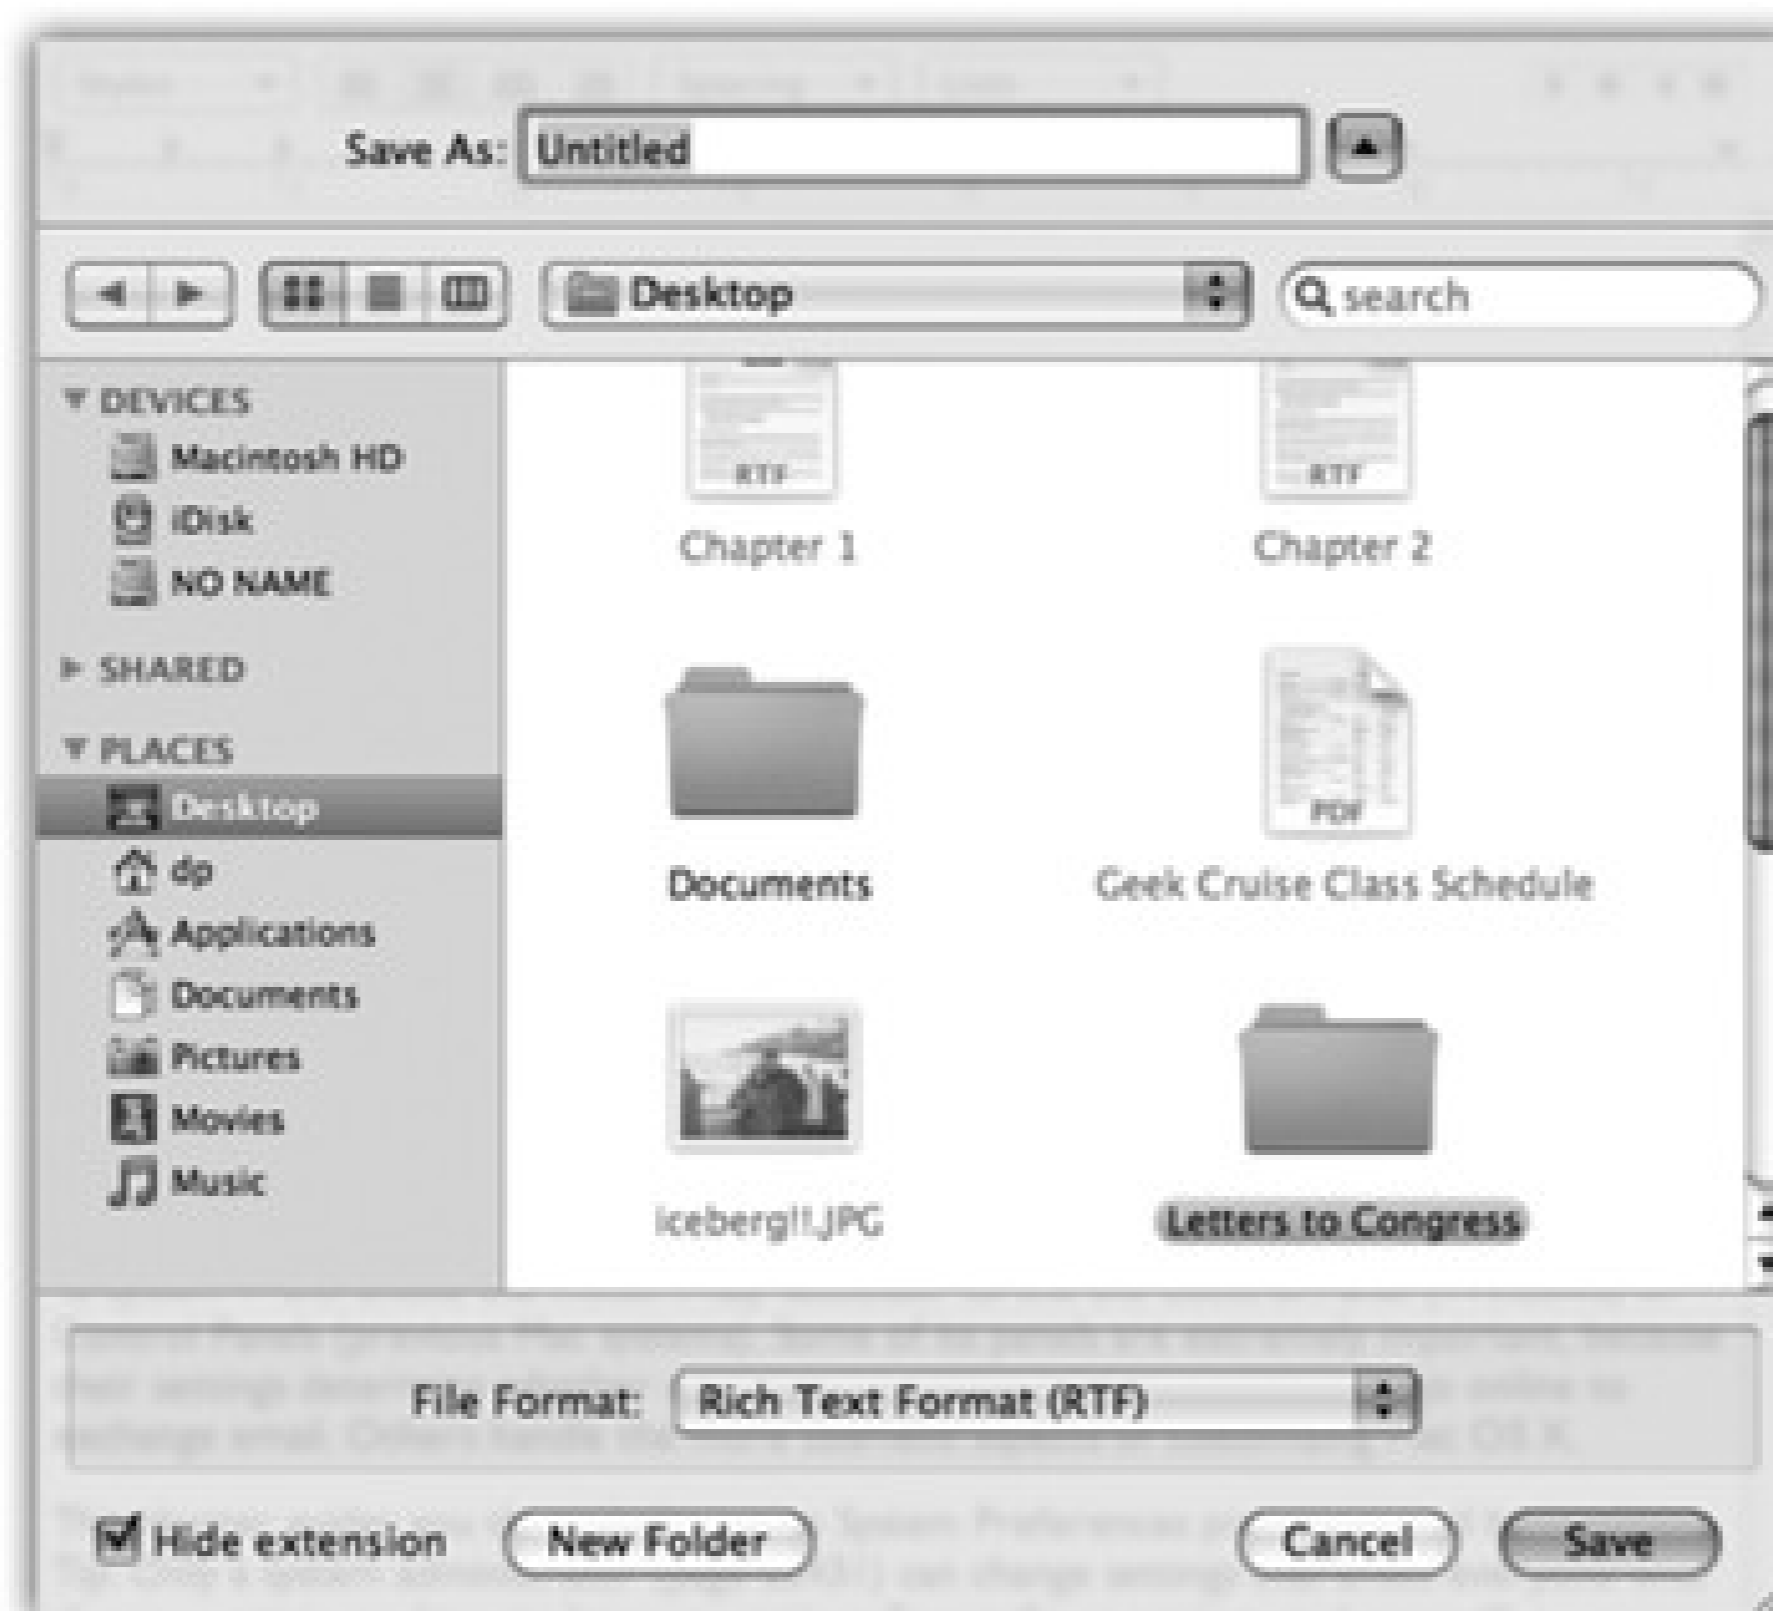 Save As: Untitled
Desktop search
DEVICES
Macintosh HD
iDisk
NO NAME
SHARED
PLACES
Desktop
dp
Applications
Documents
Pictures
Movies
Music
RTF RTF
Chapter 1 Chapter 2
PDF
Documents Geek Cruise Class Schedule
iceberg!!.JPG Letters to Congress
File Format: Rich Text Format (RTF)
Hide extension New Folder Cancel Save